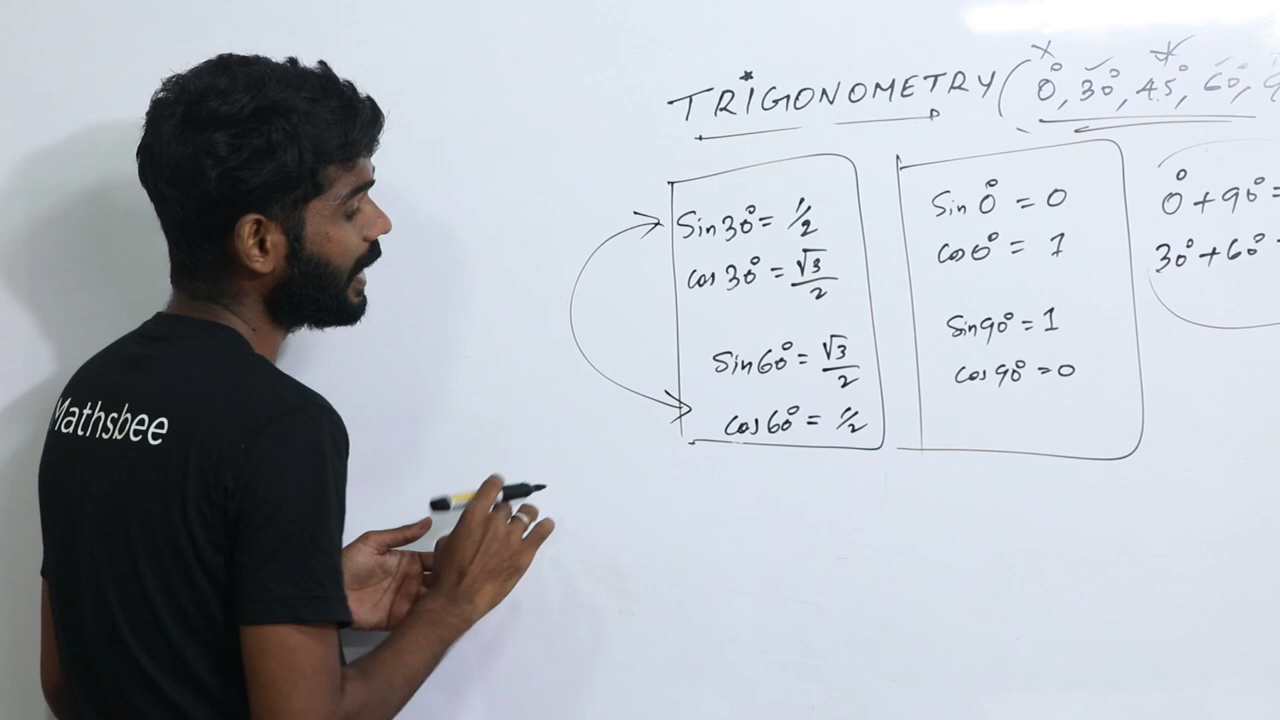 Mathsbee
TRIGONOMETRY (0°, 30°, 45°, 60°, 9
Sin 30° = 1/2
cos 30° = √3/2
Sin 60° = √3/2
cos 60° = 1/2
Sin 0° = 0
cos 0° = 1
Sin 90° = 1
cos 90° = 0
0° + 90° =
30° + 60° =